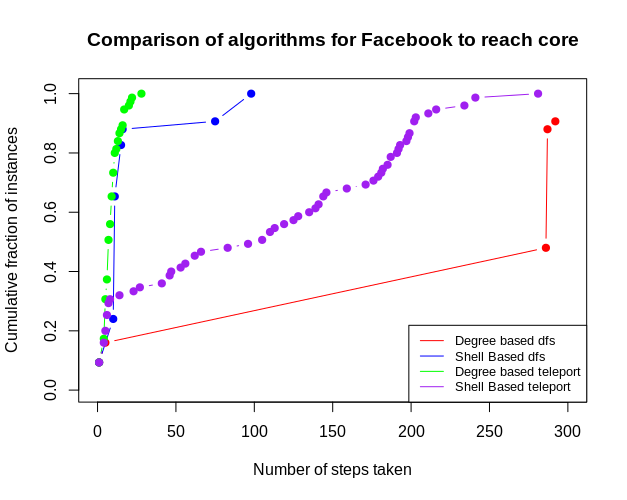 Comparison of algorithms for Facebook to reach core
Cumulative fraction of instances
1.0
0.8
0.6
0.4
0.2
0.0
Degree based dfs
Shell Based dfs
Degree based teleport
Shell Based teleport
0 50 100 150 200 250 300
Number of steps taken